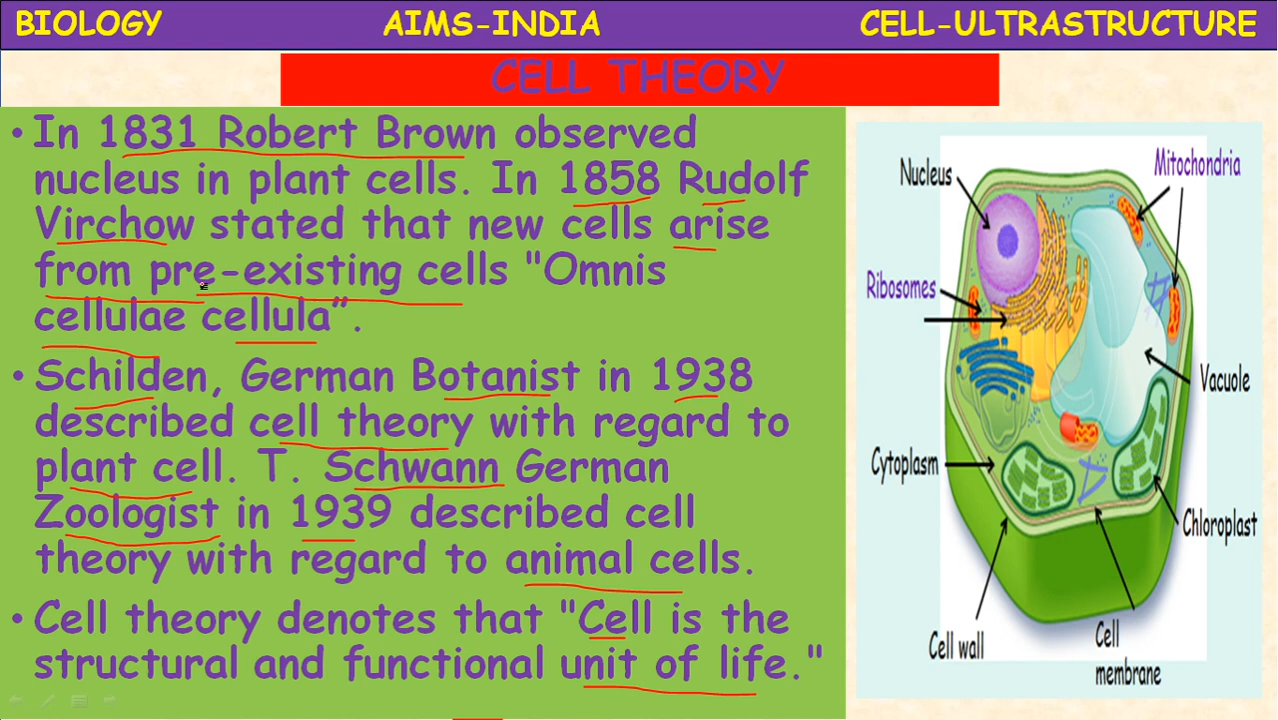 BIOLOGY AIMS-INDIA CELL-ULTRASTRUCTURE
CELL THEORY
• In 1831 Robert Brown observed
nucleus in plant cells. In 1858 Rudolf
Virchow stated that new cells arise
from pre-existing cells "Omnis
cellulae cellula”.
• Schilden, German Botanist in 1938
described cell theory with regard to
plant cell. T. Schwann German
Zoologist in 1939 described cell
theory with regard to animal cells.
• Cell theory denotes that "Cell is the
structural and functional unit of life."
Nucleus
Mitochondria
Ribosomes
Vacuole
Cytoplasm
Chloroplast
Cell wall
Cell
membrane